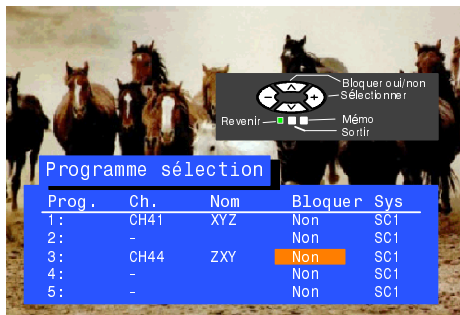 Bloquer oui/non
Sélectionner
Revenir
Mémo
Sortir
Programme sélection
Prog. Ch. Nom Bloquer Sys
1: CH41 XYZ Non SC1
2: - Non SC1
3: CH44 ZXY Non SC1
4: - Non SC1
5: - Non SC1